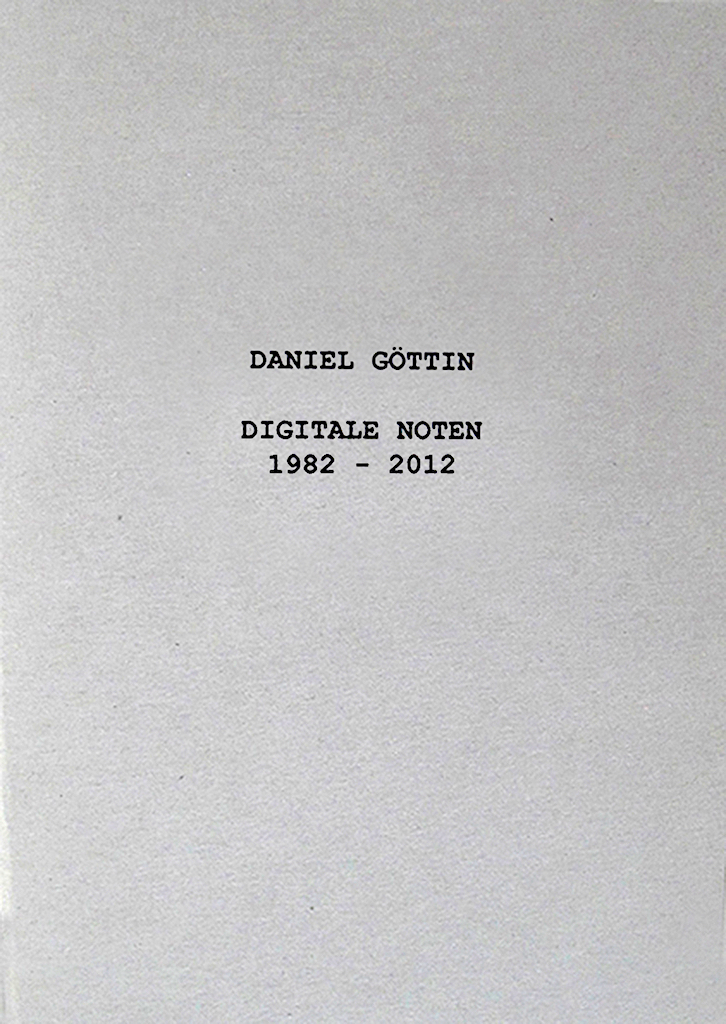 DANIEL GÖTTIN
DIGITALE NOTEN
1982 - 2012